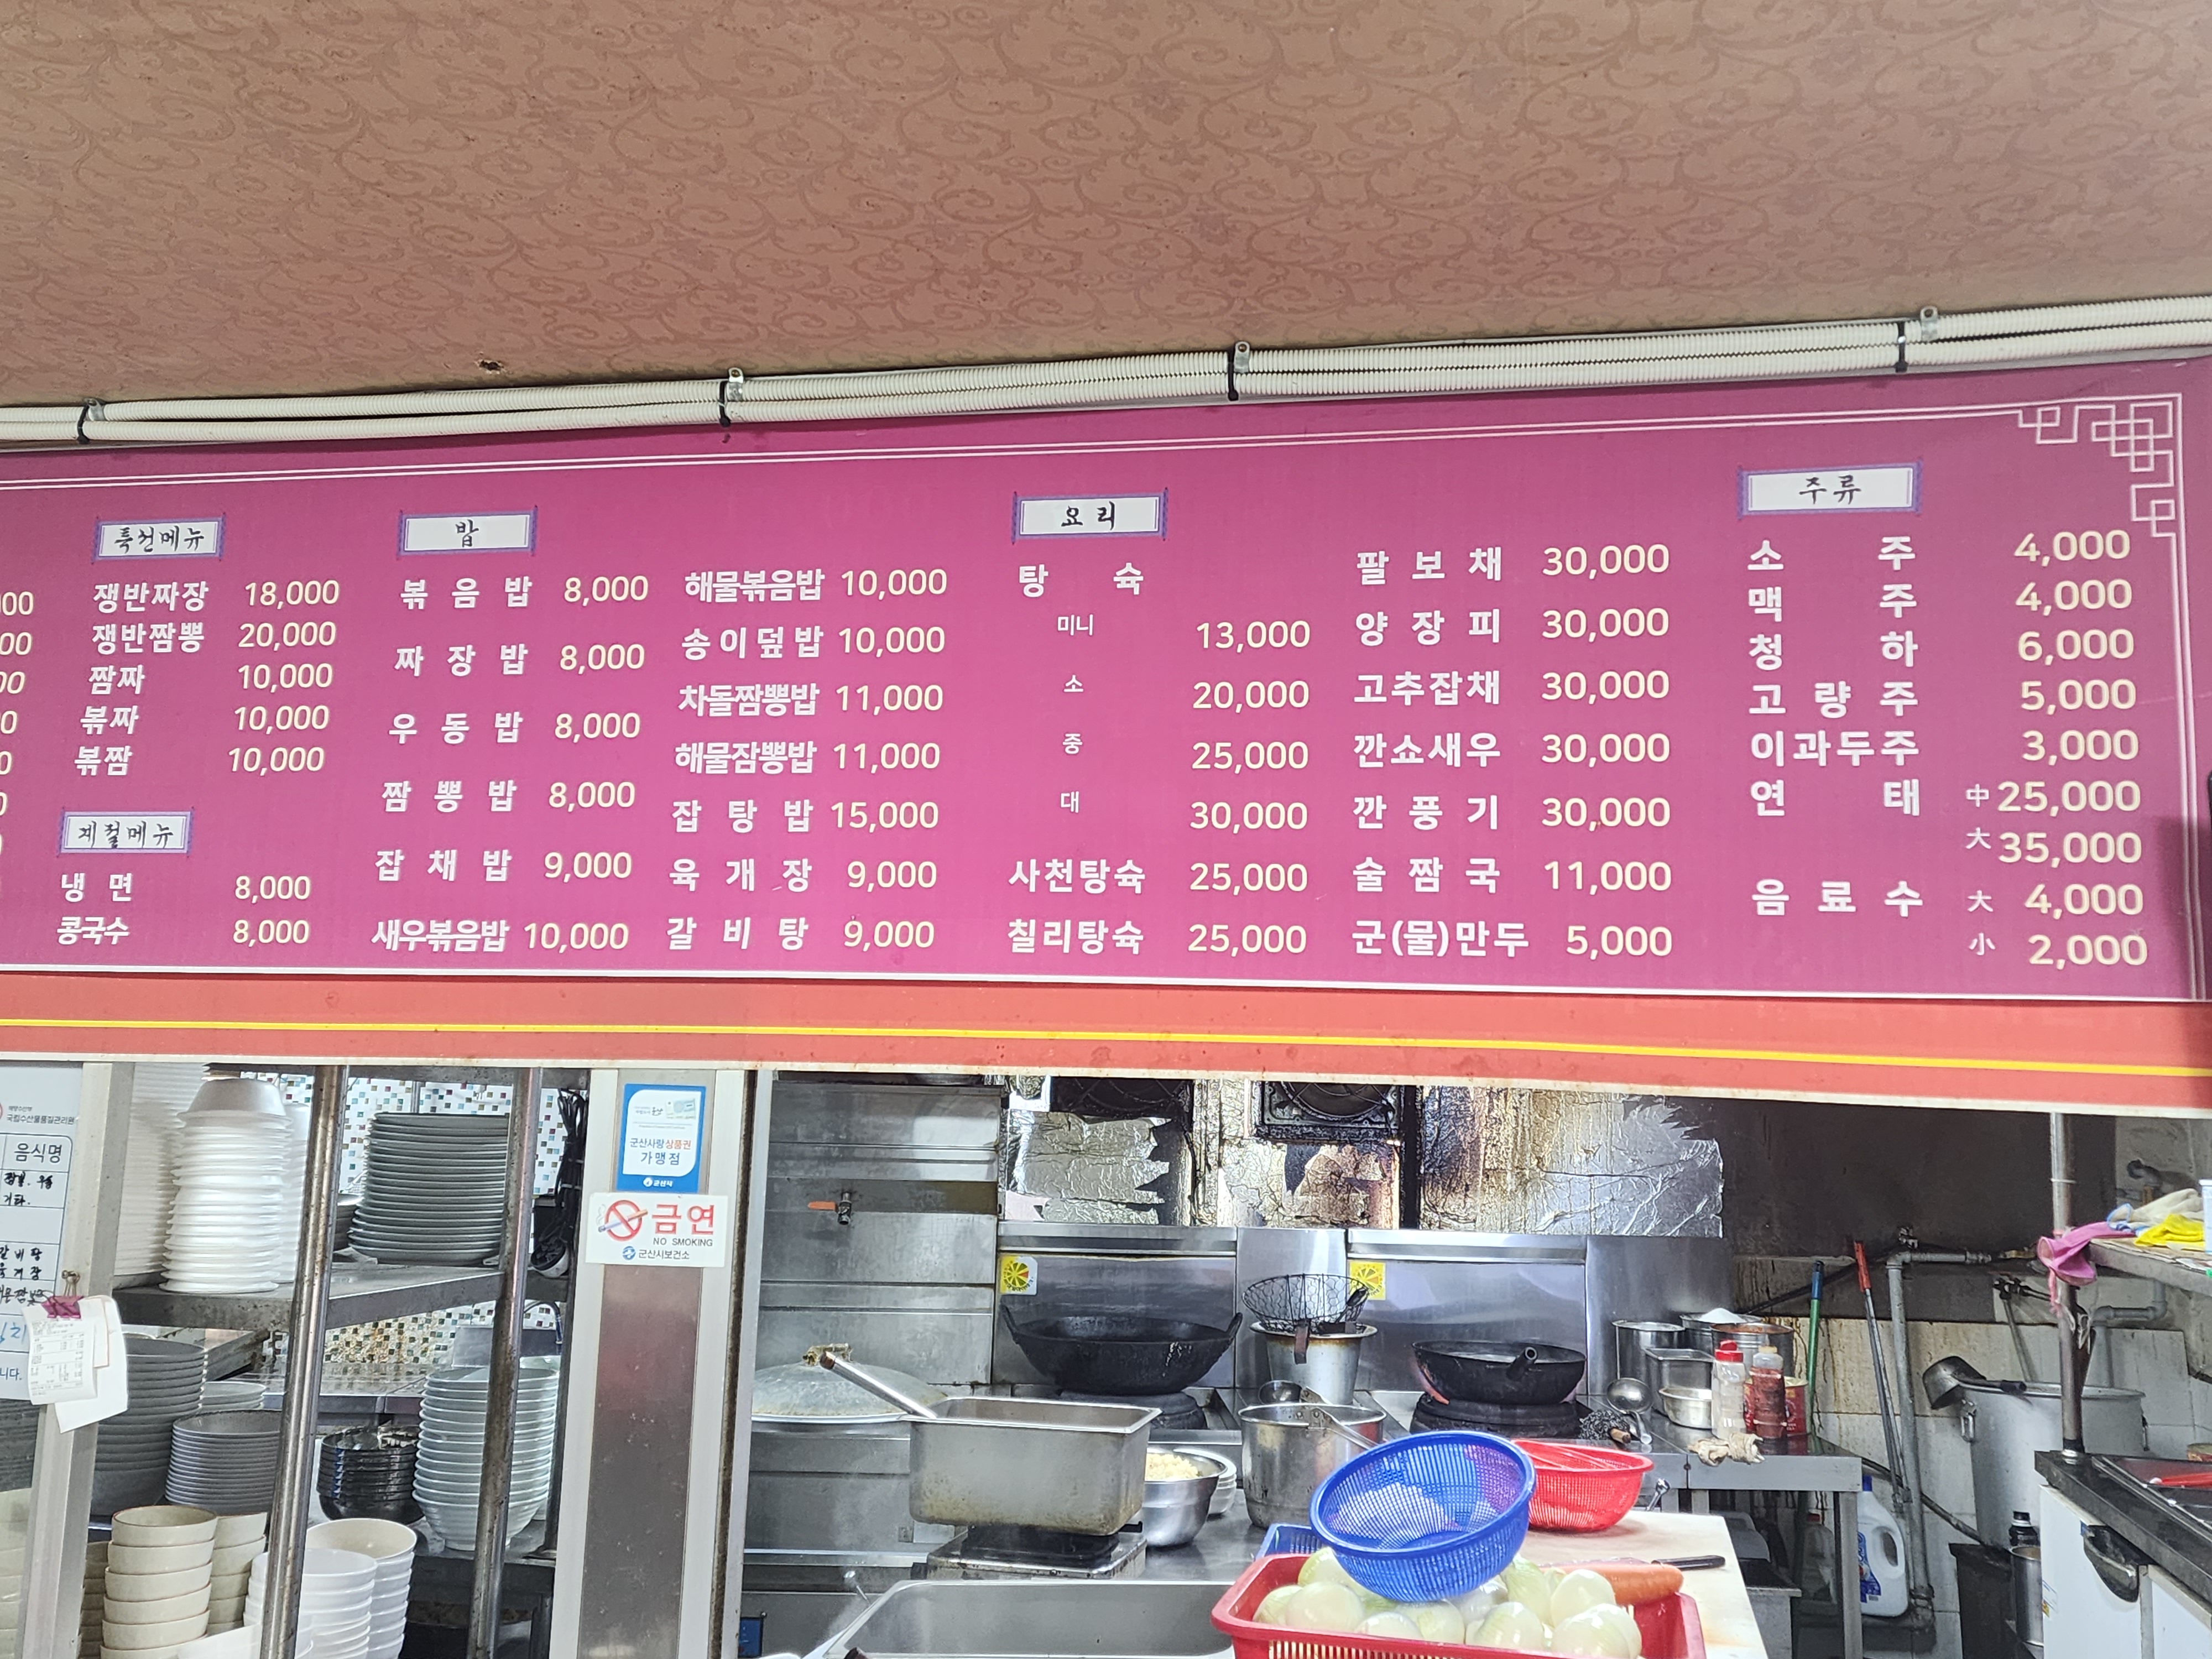 특선메뉴
쟁반짜장 18,000
쟁반짬뽕 20,000
짬짜 10,000
볶짜 10,000
볶짬 10,000
계절메뉴
냉면 8,000
콩국수 8,000
밥
볶음밥 8,000
짜장밥 8,000
우동밥 8,000
짬뽕밥 8,000
잡채밥 9,000
새우볶음밥 10,000
해물볶음밥 10,000
송이덮밥 10,000
차돌짬뽕밥 11,000
해물잠뽕밥 11,000
잡탕밥 15,000
육개장 9,000
갈비탕 9,000
요리
탕슉
미니 13,000
소 20,000
중 25,000
대 30,000
사천탕슉 25,000
칠리탕슉 25,000
팔보채 30,000
양장피 30,000
고추잡채 30,000
깐쇼새우 30,000
깐풍기 30,000
술짬국 11,000
군(물)만두 5,000
주류
소주 4,000
맥주 4,000
청하 6,000
고량주 5,000
이과두주 3,000
연태 中 25,000
大 35,000
음료수 大 4,000
小 2,000
국립수산물품질관리원
음식명
군산사랑상품권
가맹점
군산시
금연
NO SMOKING
군산시보건소